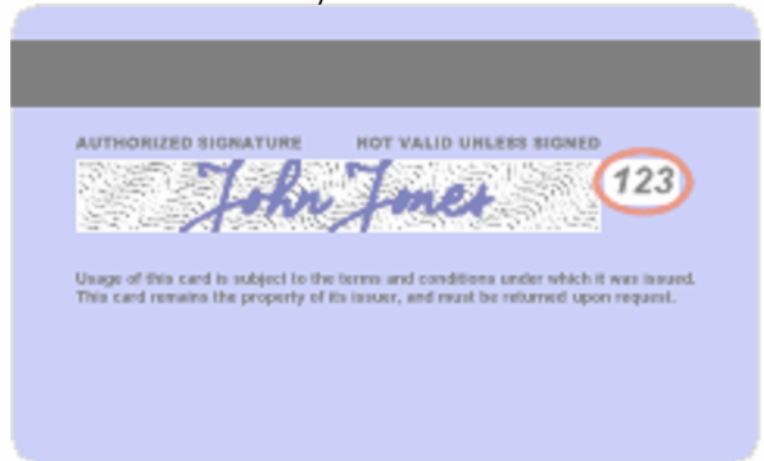 AUTHORIZED SIGNATURE NOT VALID UNLESS SIGNED
John Jones 123
Usage of this card is subject to the terms and conditions under which it was issued.
This card remains the property of its issuer, and must be returned upon request.